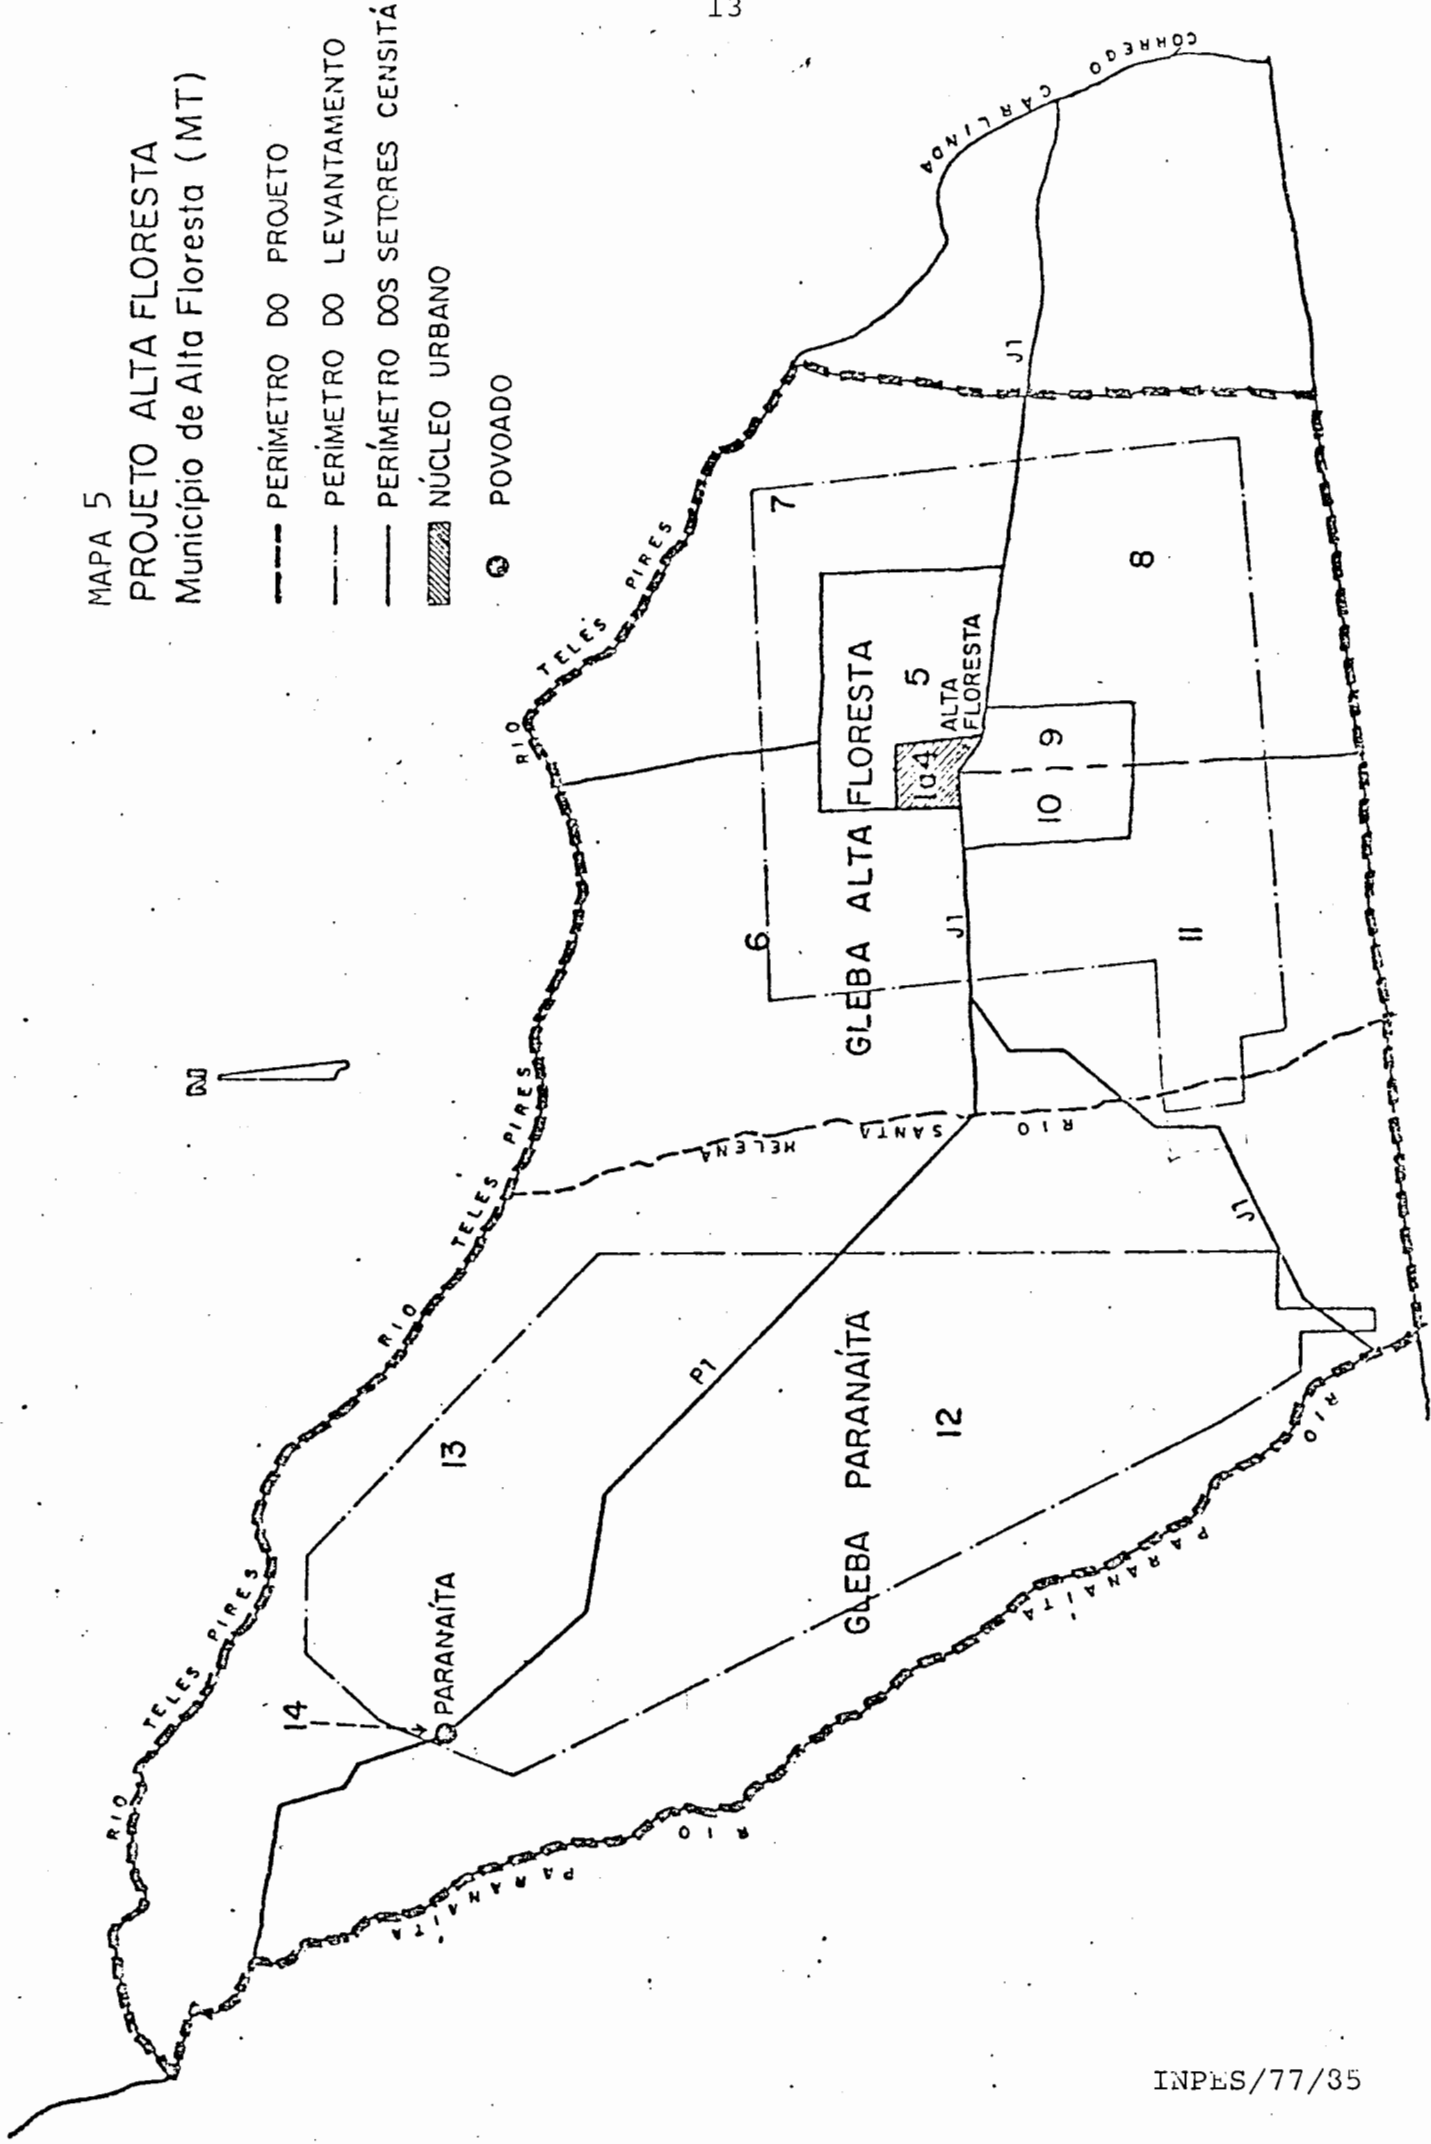 13
MAPA 5
PROJETO ALTA FLORESTA
Município de Alta Floresta (MT)
PERÍMETRO DO PROJETO
PERÍMETRO DO LEVANTAMENTO
PERÍMETRO DOS SETORES CENSITÁ
NÚCLEO URBANO
POVOADO
N
RIO TELES PIRES
RIO TELES PIRES
RIO TELES PIRES
CARLINDA CORREGO
RIO SANTA HELENA
RIO PARANAÍTA
RIO PARANAÍTA
GLEBA ALTA FLORESTA
GLEBA PARANAÍTA
ALTA
FLORESTA
PARANAÍTA
1a4
5
6
7
8
9
10
11
12
13
14
J1
J1
J1
P1
INPES/77/85